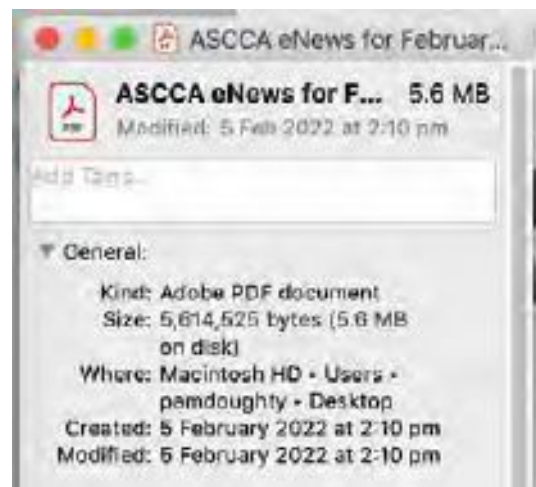 ASCCA eNews for Februar...
ASCCA eNews for F... 5.6 MB
Modified: 5 Feb 2022 at 2:10 pm
PDF
Add Tags...
▼ General:
Kind: Adobe PDF document
Size: 5,614,525 bytes (5.6 MB
on disk)
Where: Macintosh HD • Users •
pamdoughty • Desktop
Created: 5 February 2022 at 2:10 pm
Modified: 5 February 2022 at 2:10 pm